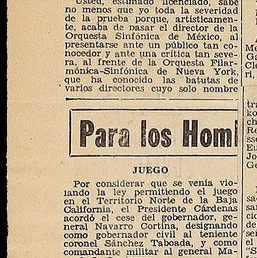 Usted, estimado licenciado, sabe
no menos que yo toda la severidad
de la prueba porque, artísticamen-
te, acaba de pasar el director de la
Orquesta Sinfónica de México, al
presentarse ante un público tan co-
nocedor y ante una crítica tan seve-
ra, al frente de la Orquesta Filar-
mónica-Sinfónica de Nueva York,
que ha conocido las batutas de
varios directores cuyo solo nombre
Para los Hom
JUEGO
Por considerar que se venía vio-
lando la ley permitiendo el juego
en el Territorio Norte de la Baja
California, el Presidente Cárdenas
acordó el cese del gobernador, ge-
neral Navarro Cortina, designando
como gobernador civil al teniente
coronel Sánchez Taboada, y como
comandante militar al general Ma-